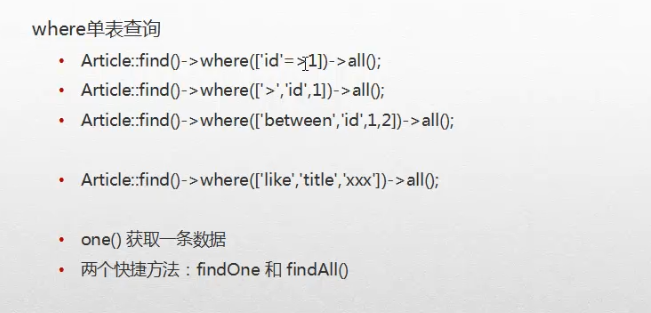 where单表查询
Article::find()->where(['id'=>1])->all();
Article::find()->where(['>','id',1])->all();
Article::find()->where(['between','id',1,2])->all();
Article::find()->where(['like','title','xxx'])->all();
one() 获取一条数据
两个快捷方法：findOne 和 findAll()